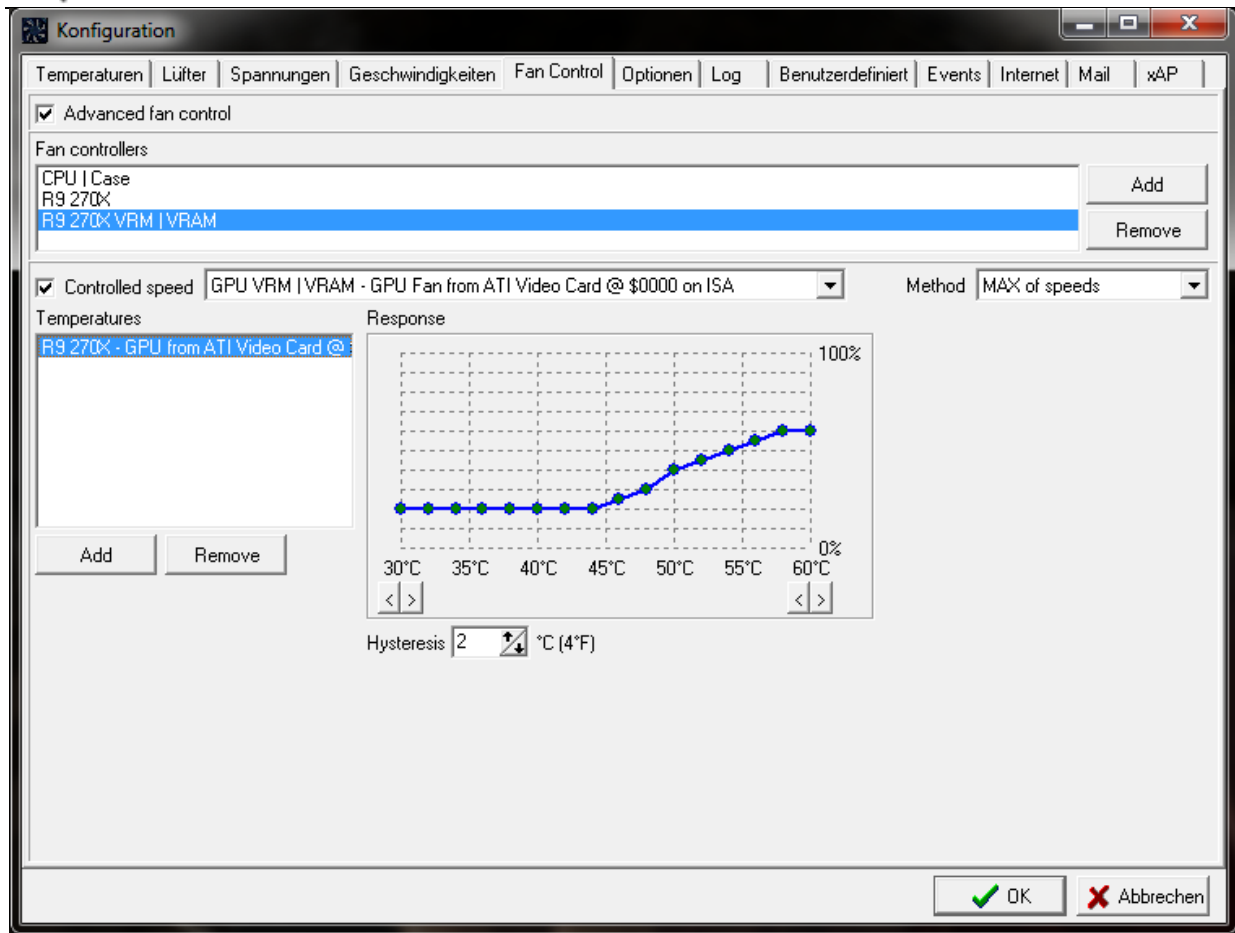 Konfiguration
Temperaturen Lüfter Spannungen Geschwindigkeiten Fan Control Optionen Log Benutzerdefiniert Events Internet Mail xAP
Advanced fan control
Fan controllers
CPU | Case
R9 270X
R9 270X VRM | VRAM
Add
Remove
Controlled speed GPU VRM | VRAM - GPU Fan from ATI Video Card @ $0000 on ISA Method MAX of speeds
Temperatures Response
R9 270X - GPU from ATI Video Card @
100%
0%
30°C 35°C 40°C 45°C 50°C 55°C 60°C
< > < >
Add Remove
Hysteresis 2 °C (4°F)
OK Abbrechen